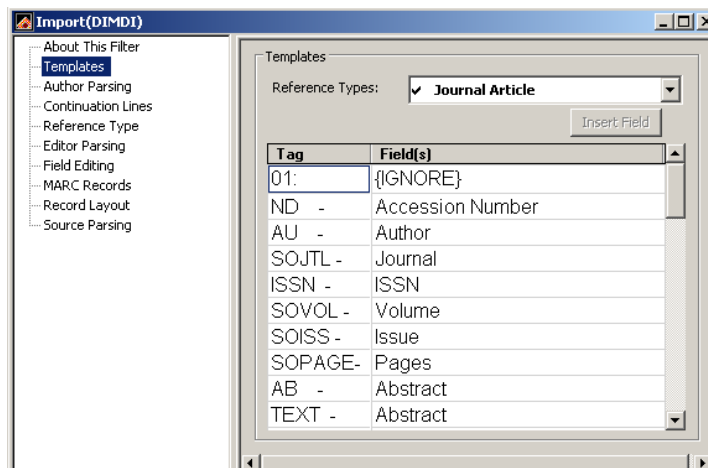 Import(DIMDI)
About This Filter
Templates
Author Parsing
Continuation Lines
Reference Type
Editor Parsing
Field Editing
MARC Records
Record Layout
Source Parsing
Templates
Reference Types: ✔ Journal Article
Insert Field
Tag Field(s)
01: {IGNORE}
ND - Accession Number
AU - Author
SOJTL - Journal
ISSN - ISSN
SOVOL - Volume
SOISS - Issue
SOPAGE- Pages
AB - Abstract
TEXT - Abstract